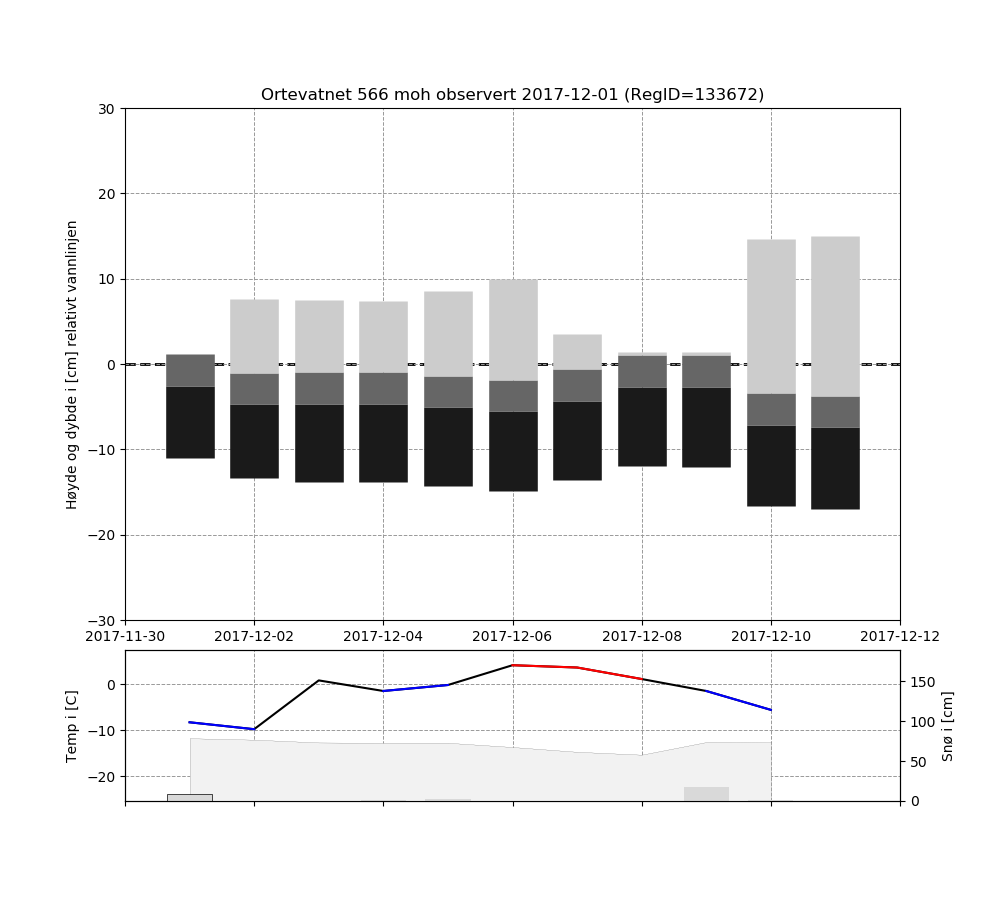 Ortevatnet 566 moh observert 2017-12-01 (RegID=133672)
Høyde og dybde i [cm] relativt vannlinjen
30
20
10
0
−10
−20
−30
2017-11-30 2017-12-02 2017-12-04 2017-12-06 2017-12-08 2017-12-10 2017-12-12
Temp i [C]
0
−10
−20
150
100
50
0
Snø i [cm]